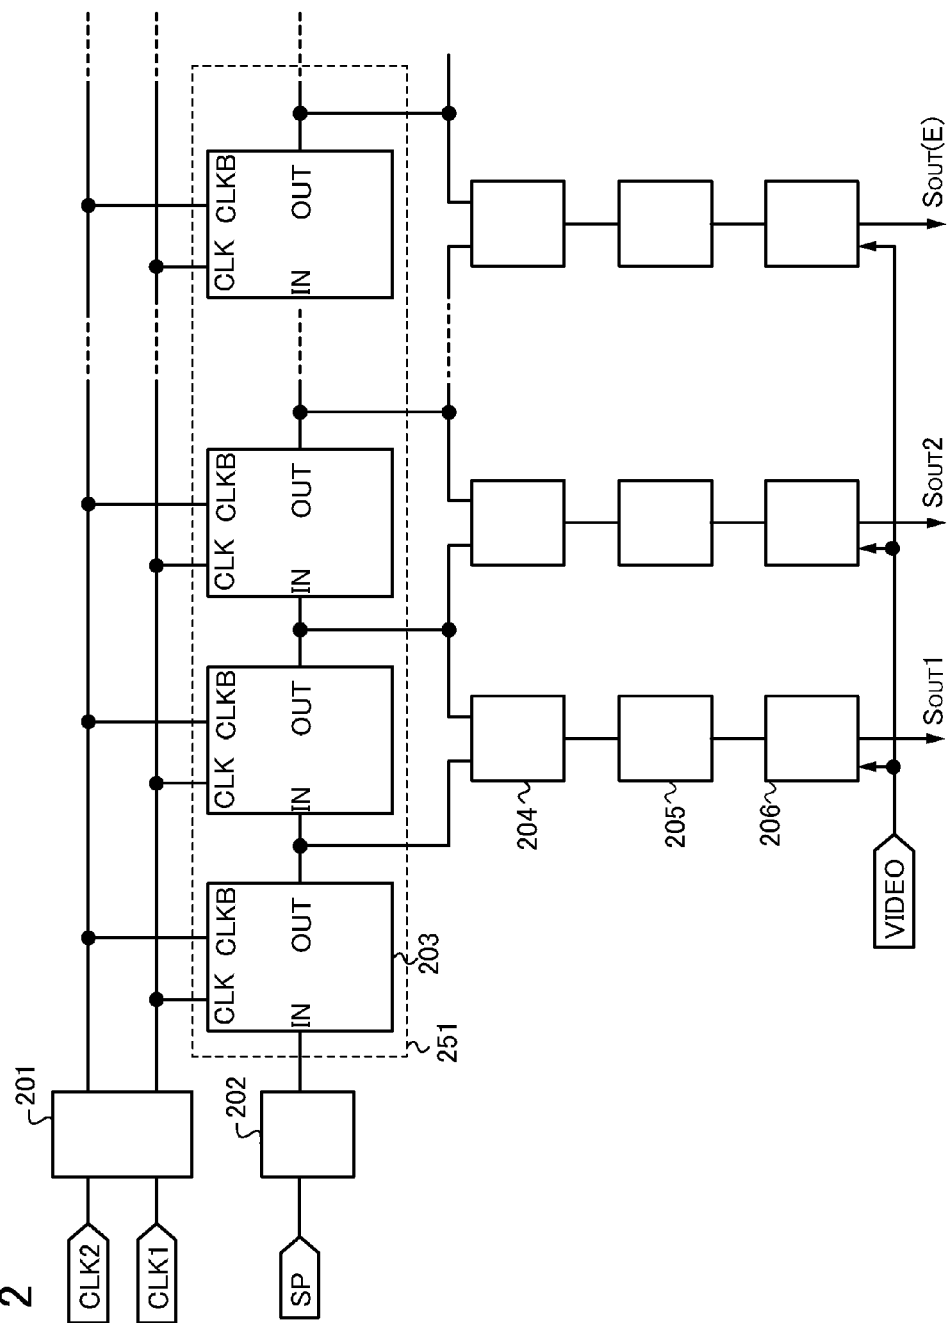 2
CLK2
201
CLK1
SP
202
251
203
CLK
CLKB
IN
OUT
CLK
CLKB
IN
OUT
CLK
CLKB
IN
OUT
CLK
CLKB
IN
OUT
204
205
206
VIDEO
SOUT1
SOUT2
SOUT(E)